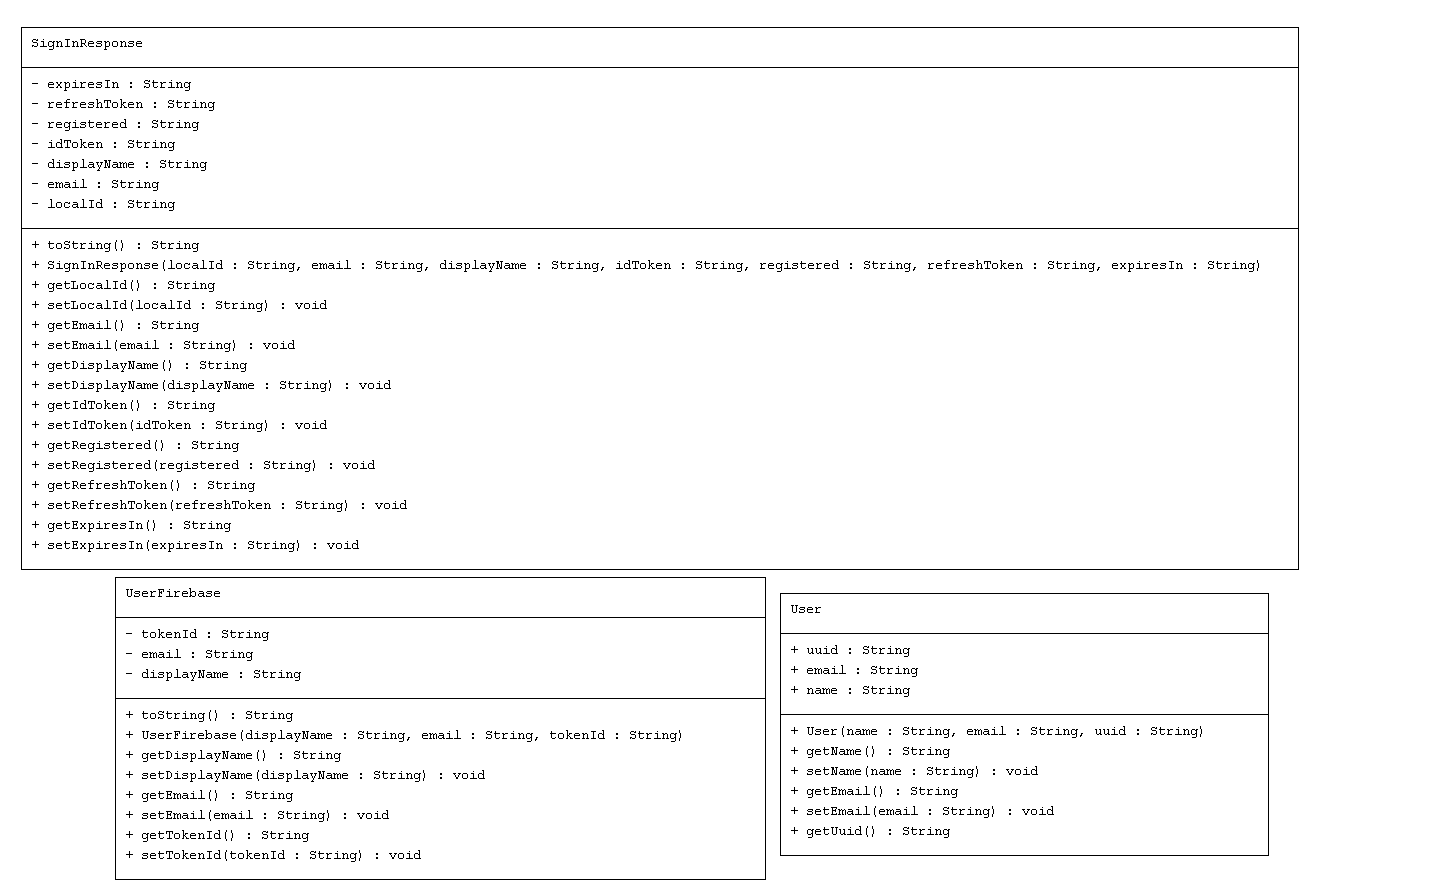 SignInResponse
- expiresIn : String
- refreshToken : String
- registered : String
- idToken : String
- displayName : String
- email : String
- localId : String
+ toString() : String
+ SignInResponse(localId : String, email : String, displayName : String, idToken : String, registered : String, refreshToken : String, expiresIn : String)
+ getLocalId() : String
+ setLocalId(localId : String) : void
+ getEmail() : String
+ setEmail(email : String) : void
+ getDisplayName() : String
+ setDisplayName(displayName : String) : void
+ getIdToken() : String
+ setIdToken(idToken : String) : void
+ getRegistered() : String
+ setRegistered(registered : String) : void
+ getRefreshToken() : String
+ setRefreshToken(refreshToken : String) : void
+ getExpiresIn() : String
+ setExpiresIn(expiresIn : String) : void
UserFirebase
- tokenId : String
- email : String
- displayName : String
+ toString() : String
+ UserFirebase(displayName : String, email : String, tokenId : String)
+ getDisplayName() : String
+ setDisplayName(displayName : String) : void
+ getEmail() : String
+ setEmail(email : String) : void
+ getTokenId() : String
+ setTokenId(tokenId : String) : void
User
+ uuid : String
+ email : String
+ name : String
+ User(name : String, email : String, uuid : String)
+ getName() : String
+ setName(name : String) : void
+ getEmail() : String
+ setEmail(email : String) : void
+ getUuid() : String